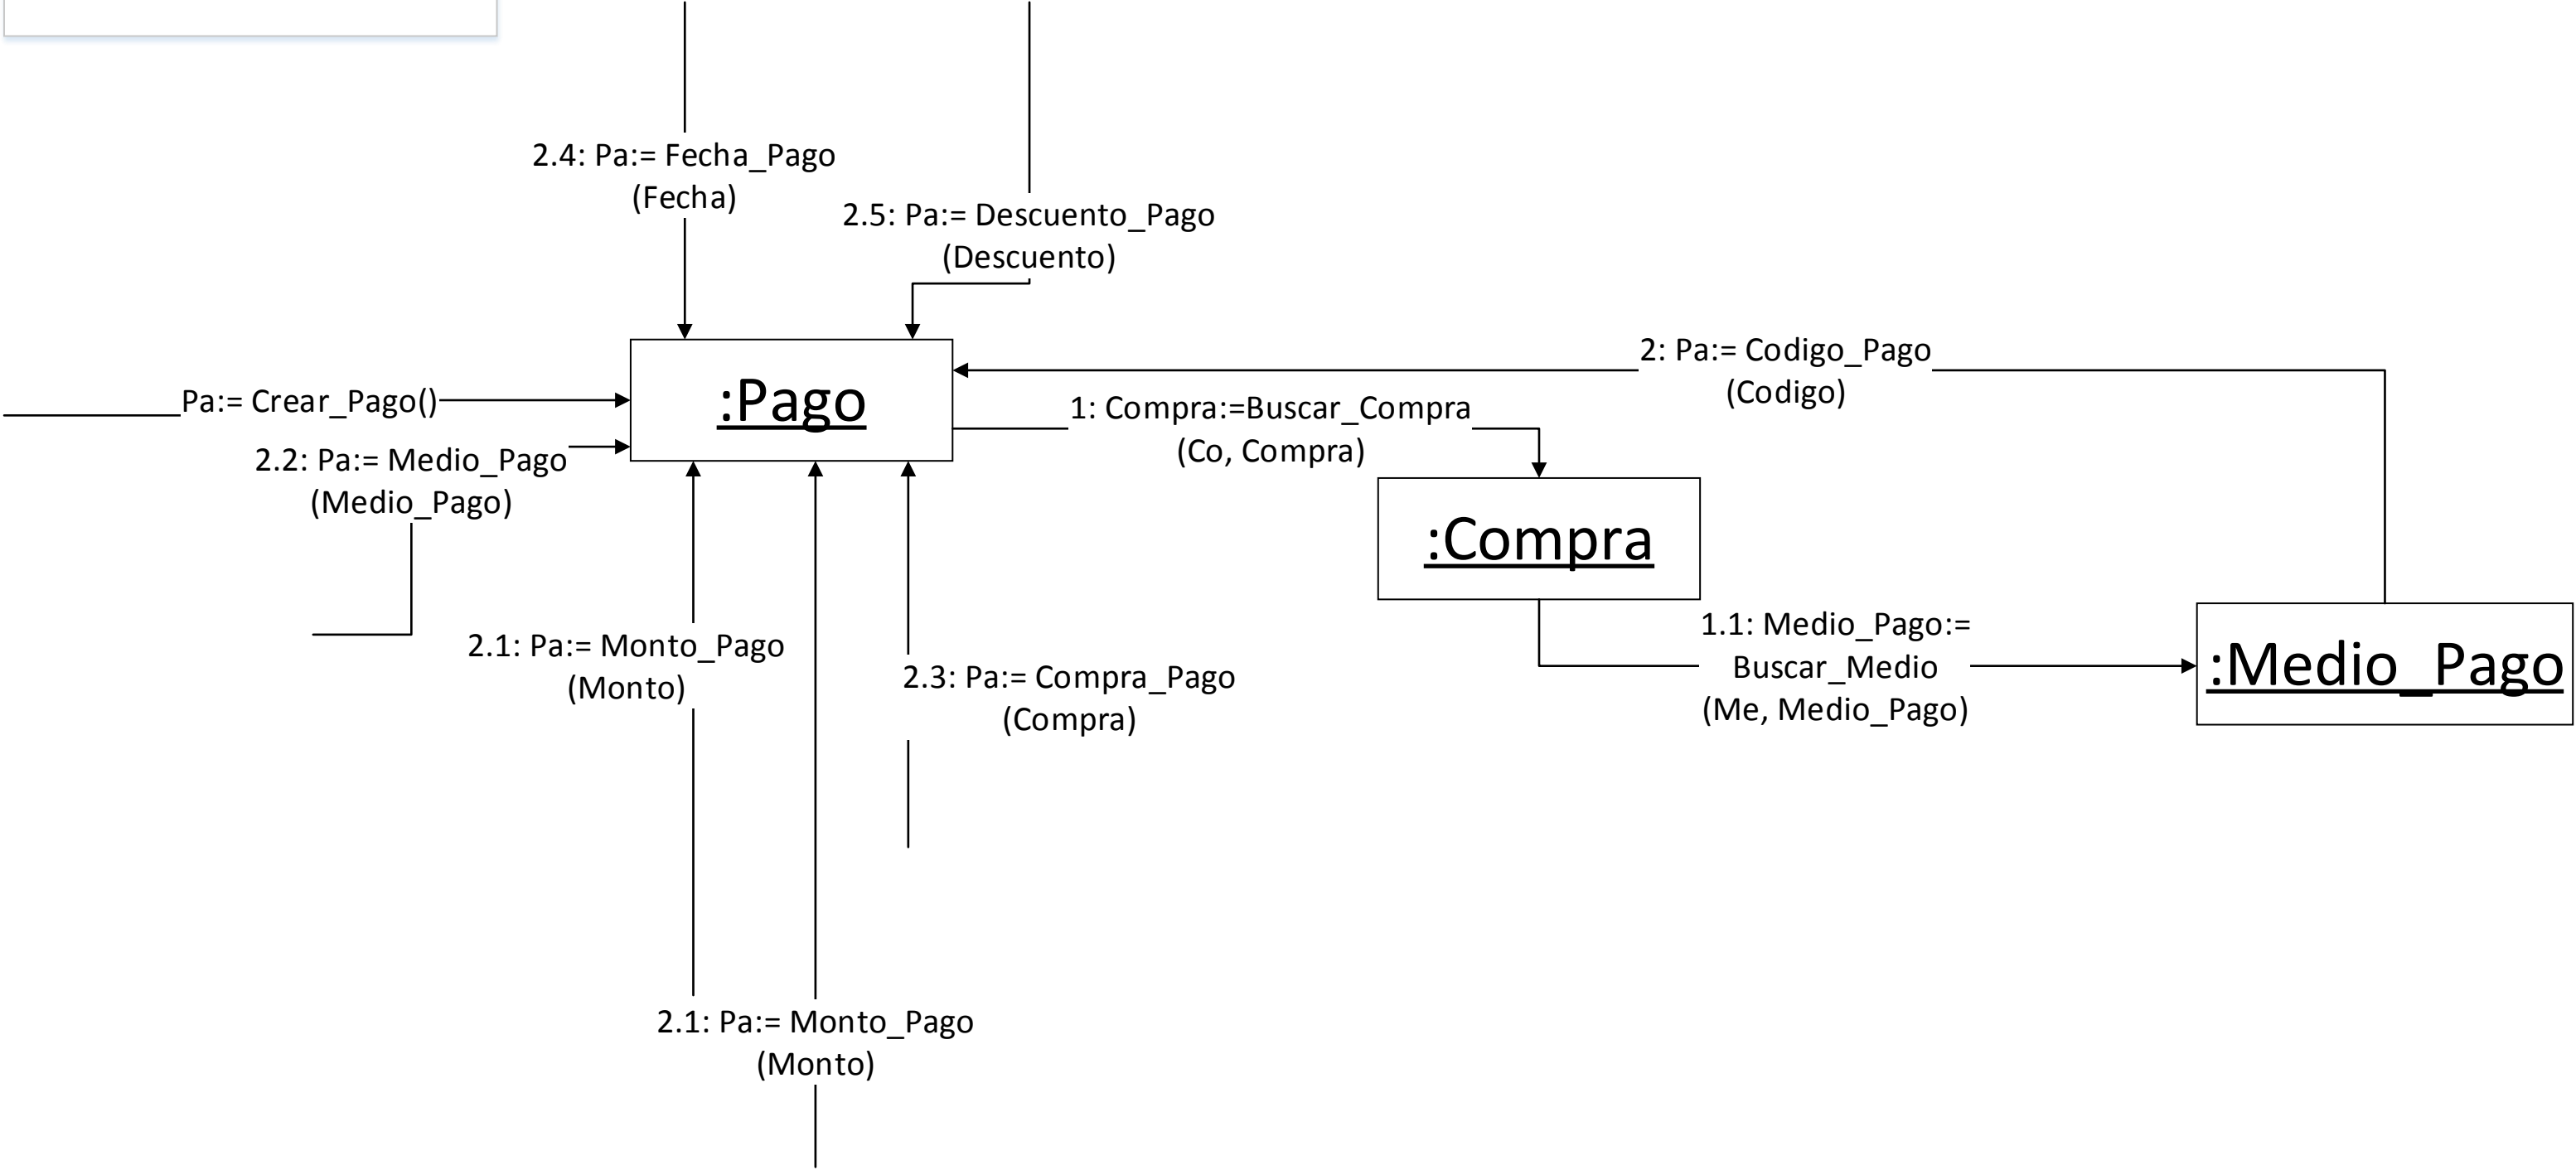 2.4: Pa:= Fecha_Pago
(Fecha)
2.5: Pa:= Descuento_Pago
(Descuento)
:Pago
2: Pa:= Codigo_Pago
(Codigo)
Pa:= Crear_Pago()
1: Compra:=Buscar_Compra
(Co, Compra)
2.2: Pa:= Medio_Pago
(Medio_Pago)
:Compra
1.1: Medio_Pago:=
Buscar_Medio
(Me, Medio_Pago)
:Medio_Pago
2.1: Pa:= Monto_Pago
(Monto)
2.3: Pa:= Compra_Pago
(Compra)
2.1: Pa:= Monto_Pago
(Monto)